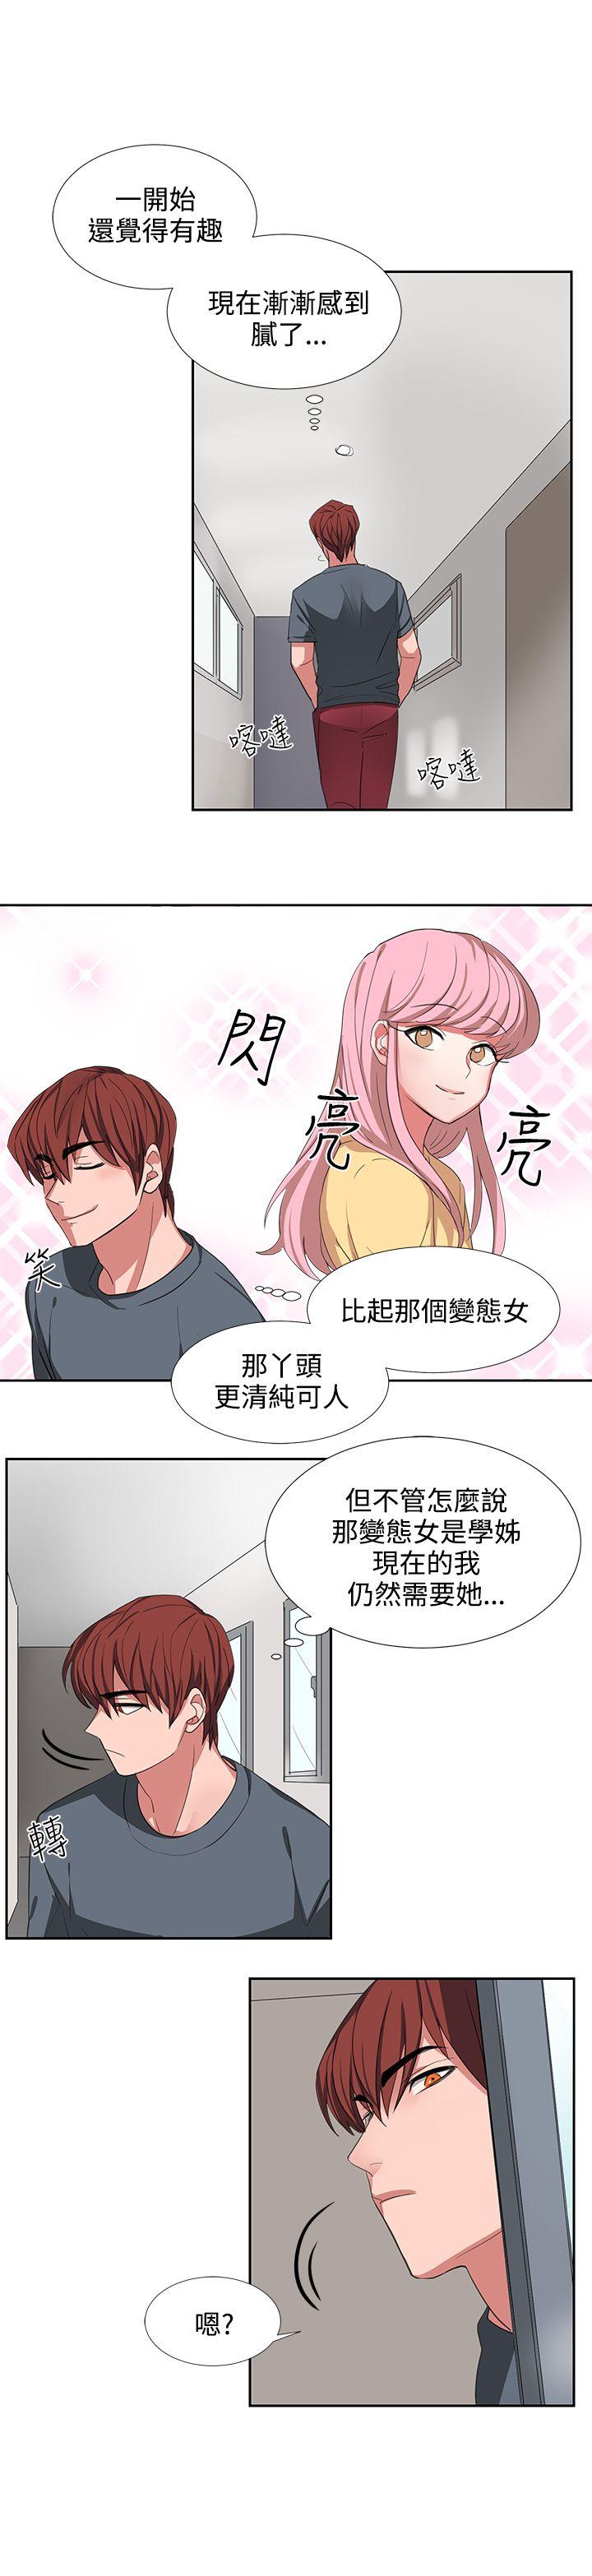 一開始
還覺得有趣
現在漸漸感到
膩了...
喀噠
喀噠
閃
亮
亮
笑
比起那個變態女
那丫頭
更清純可人
但不管怎麼說
那變態女是學姊
現在的我
仍然需要她...
轉
嗯?